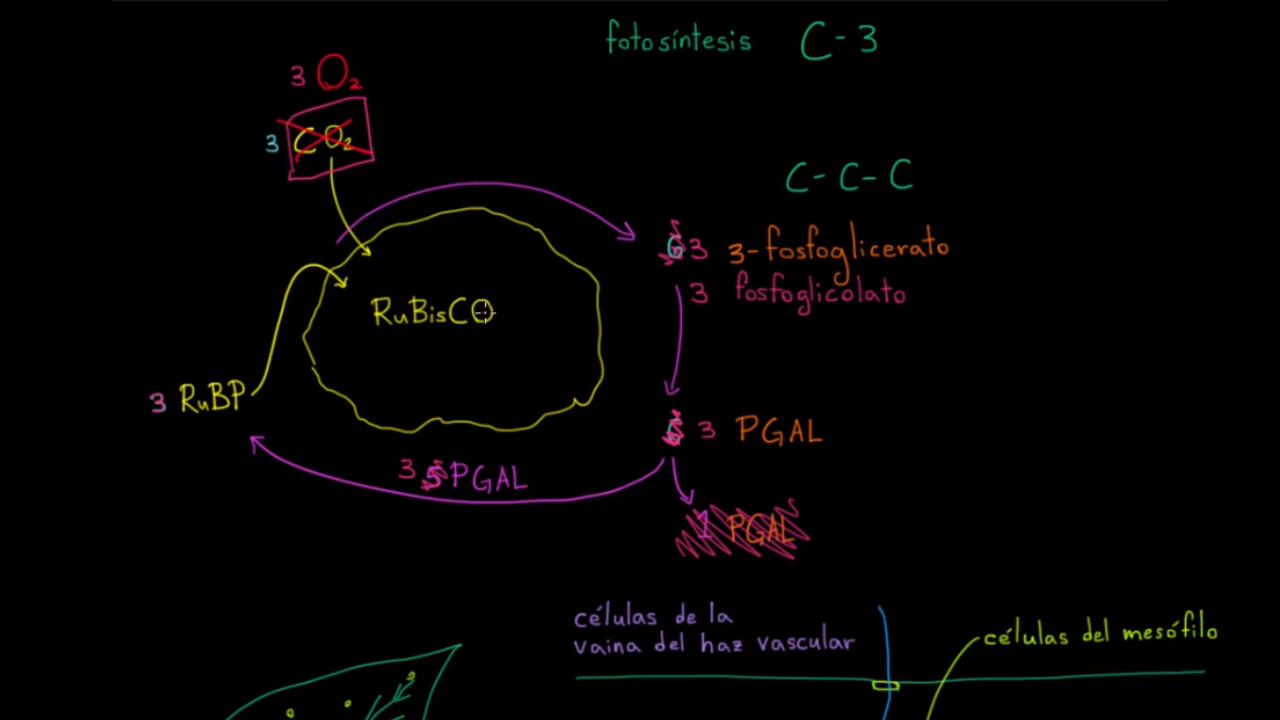 fotosíntesis C-3
3 O₂
3 CO₂
C-C-C
6 3 3-fosfoglicerato
3 fosfoglicolato
RuBisCO
3 RuBP
6 3 PGAL
3 5 PGAL
1 PGAL
células de la
vaina del haz vascular
células del mesófilo